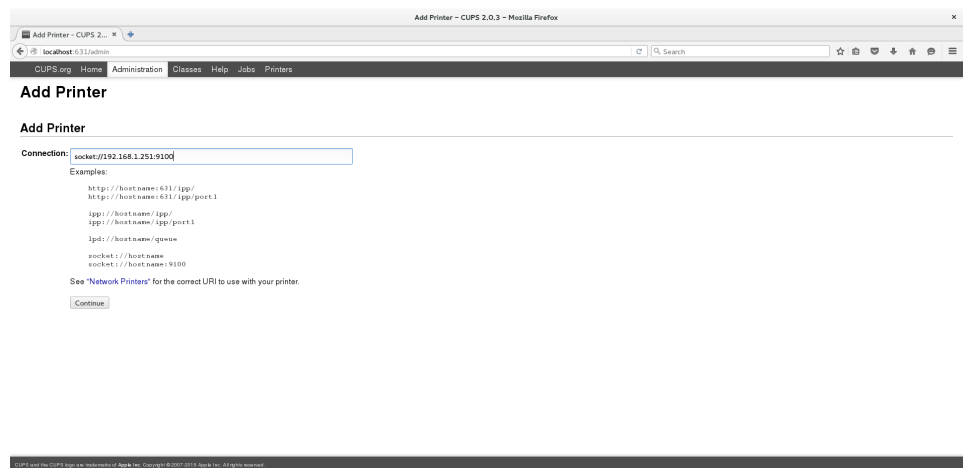 Add Printer - CUPS 2.0.3 - Mozilla Firefox
Add Printer - CUPS 2...
localhost:631/admin
Search
CUPS.org Home Administration Classes Help Jobs Printers
Add Printer
Add Printer
Connection: socket://192.168.1.251:9100
Examples:
http://hostname:631/ipp/
http://hostname:631/ipp/port1
ipp://hostname/ipp/
ipp://hostname/ipp/port1
lpd://hostname/queue
socket://hostname
socket://hostname:9100
See "Network Printers" for the correct URI to use with your printer.
Continue
CUPS and the CUPS logo are trademarks of Apple Inc. Copyright © 2007-2015 Apple Inc. All rights reserved.